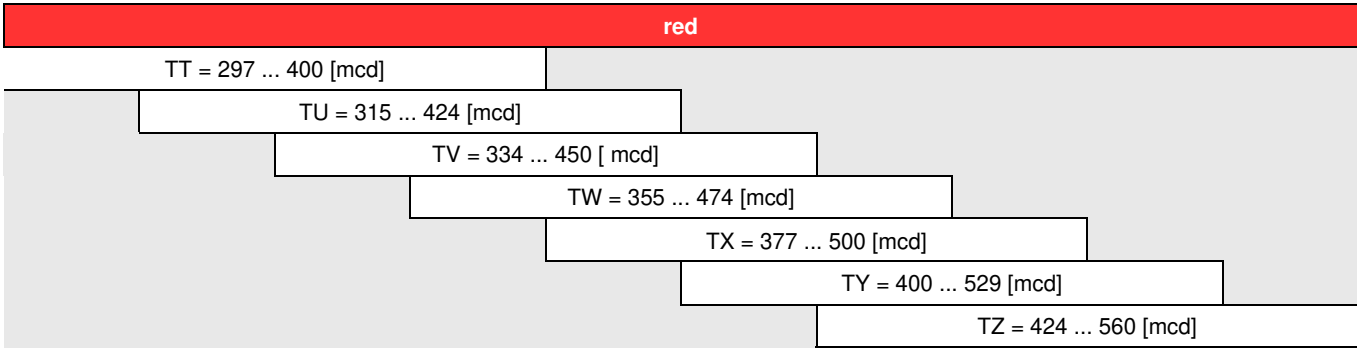 red
TT = 297 ... 400 [mcd]
TU = 315 ... 424 [mcd]
TV = 334 ... 450 [ mcd]
TW = 355 ... 474 [mcd]
TX = 377 ... 500 [mcd]
TY = 400 ... 529 [mcd]
TZ = 424 ... 560 [mcd]